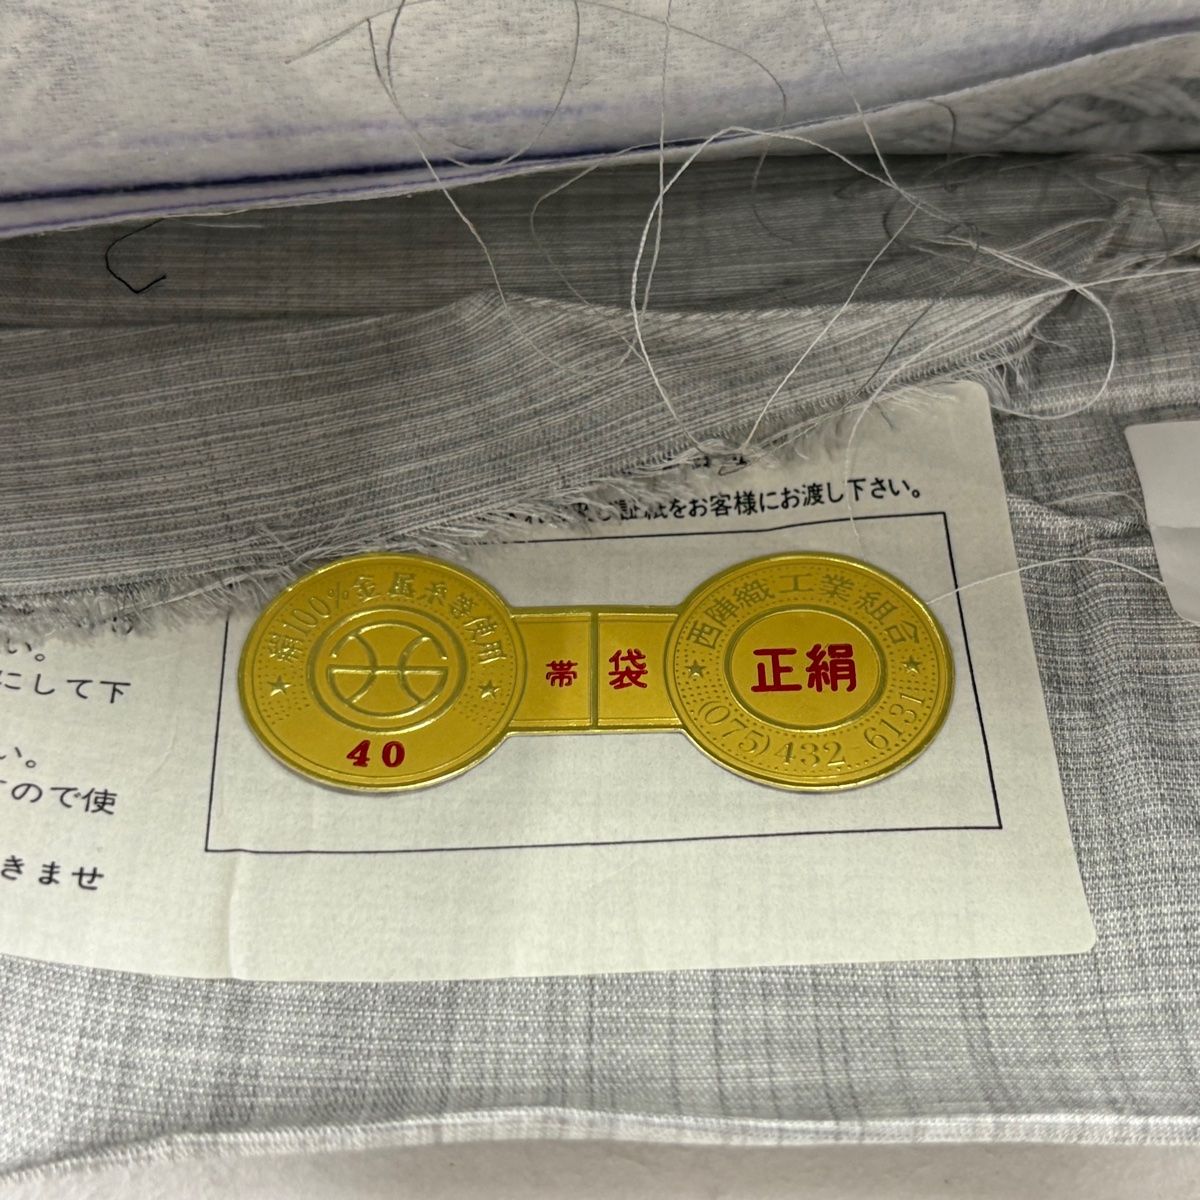 証紙をお客様にお渡し下さい。
絹100%金属糸等使用
40
帯
袋
西陣織工業組合
正絹
(075)432-6131
い。
にして下
い。
すので使
きませ